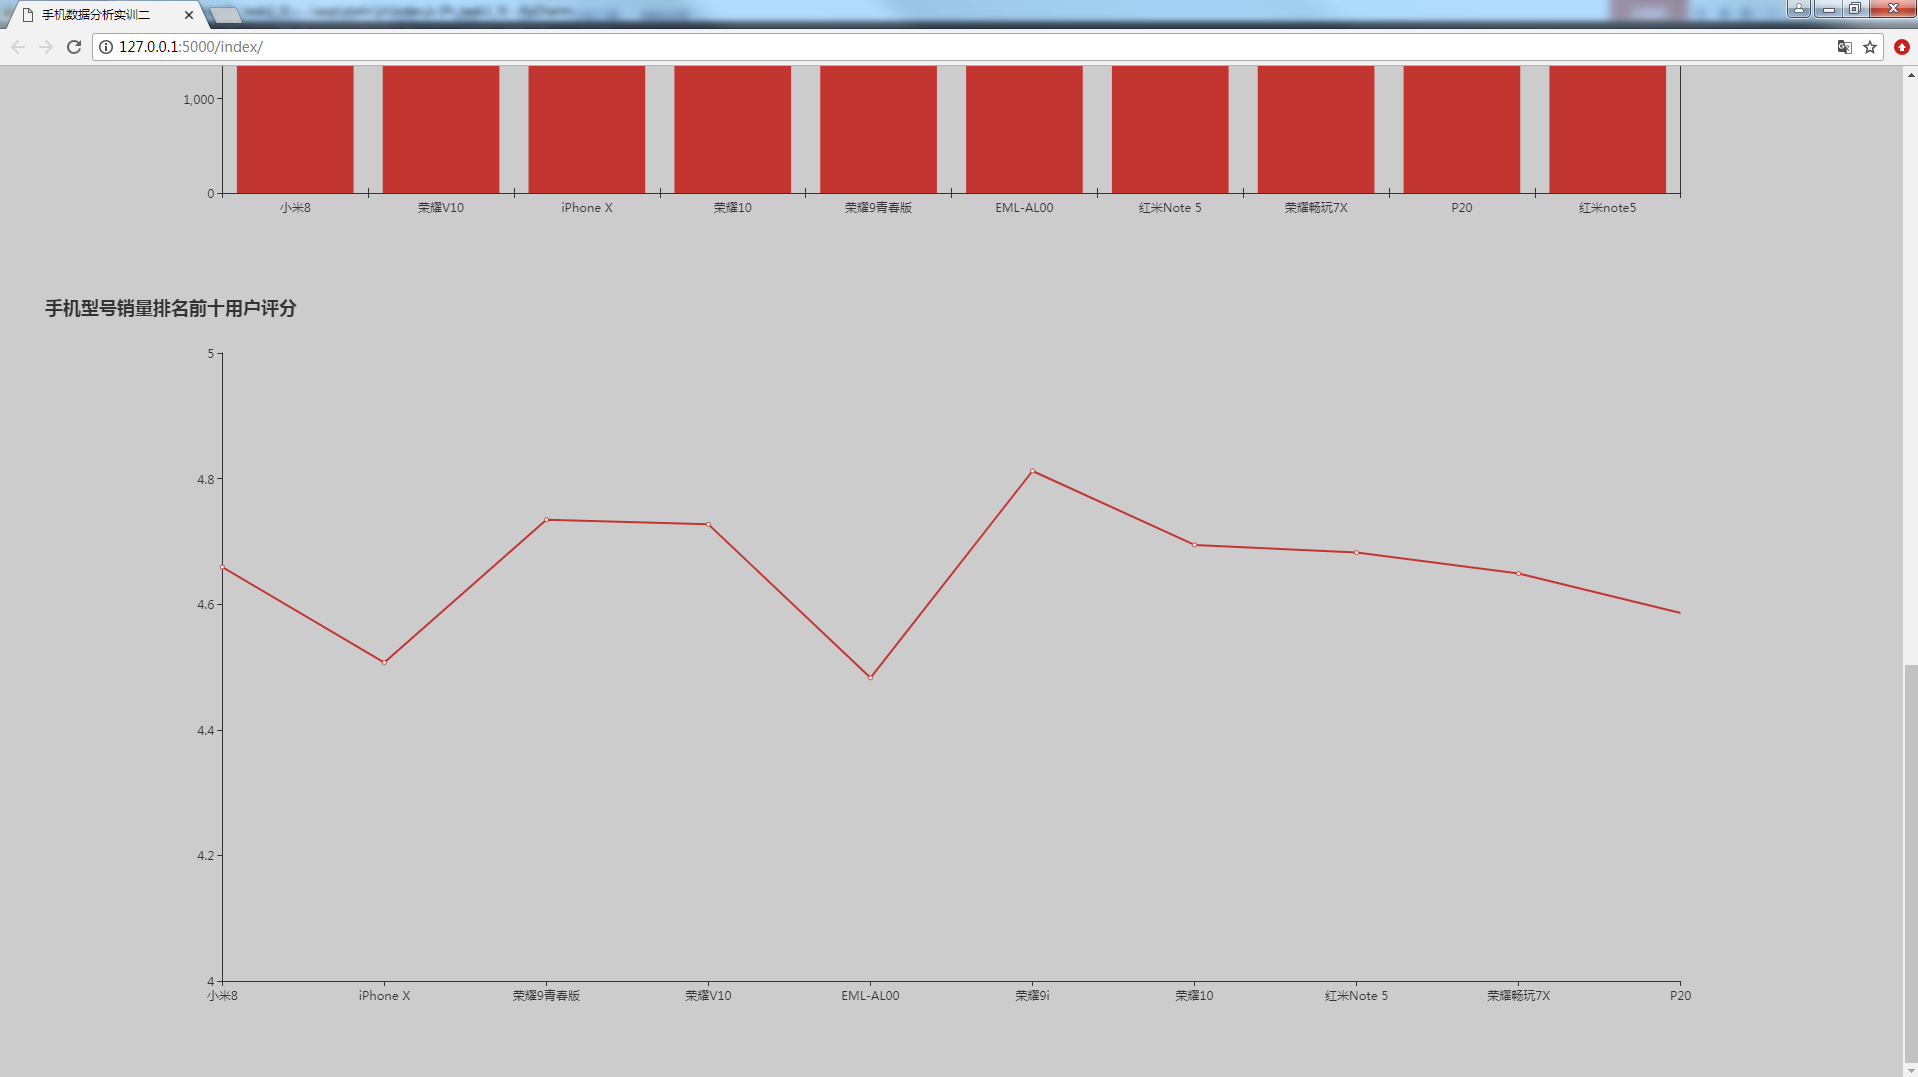 手机数据分析实训二
127.0.0.1:5000/index/
1,000
0
小米8 荣耀V10 iPhone X 荣耀10 荣耀9青春版 EML-AL00 红米Note 5 荣耀畅玩7X P20 红米note5
手机型号销量排名前十用户评分
5
4.8
4.6
4.4
4.2
4
小米8 iPhone X 荣耀9青春版 荣耀V10 EML-AL00 荣耀9i 荣耀10 红米Note 5 荣耀畅玩7X P20